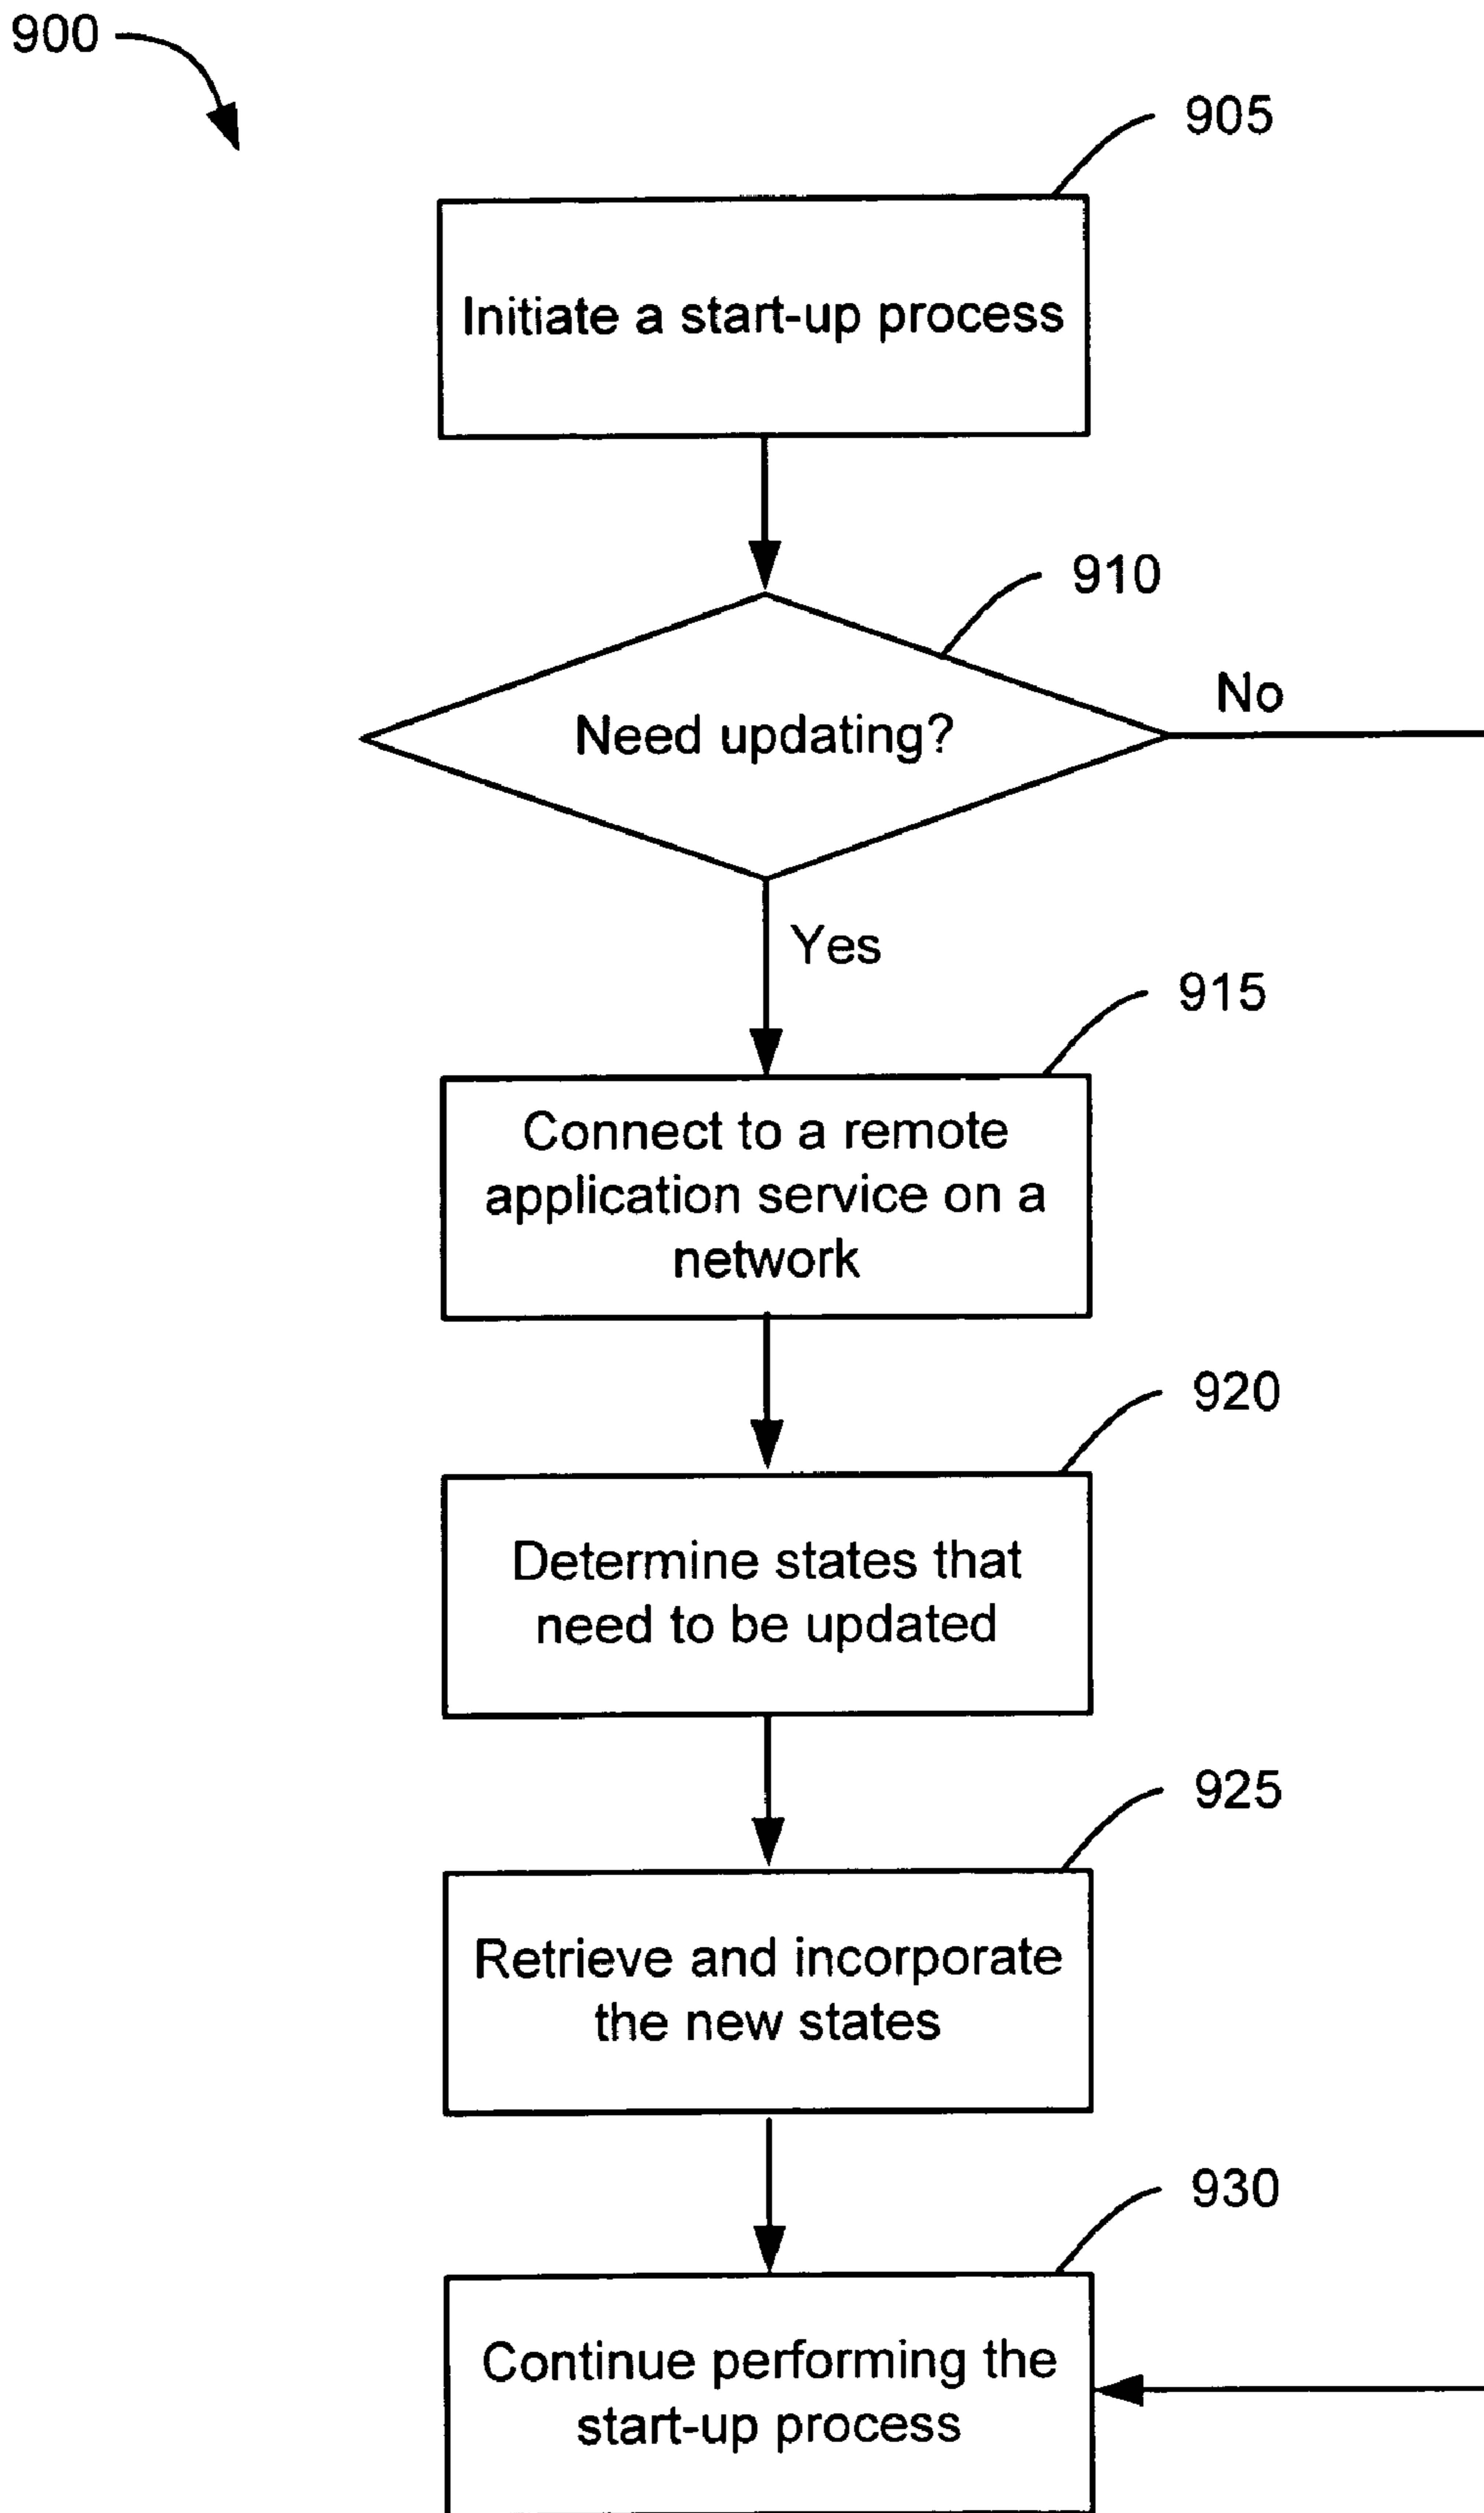 900
905
Initiate a start-up process
910
Need updating?
No
Yes
915
Connect to a remote
application service on a
network
920
Determine states that
need to be updated
925
Retrieve and incorporate
the new states
930
Continue performing the
start-up process